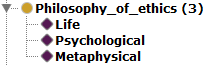 Philosophy_of_ethics (3)
Life
Psychological
Metaphysical